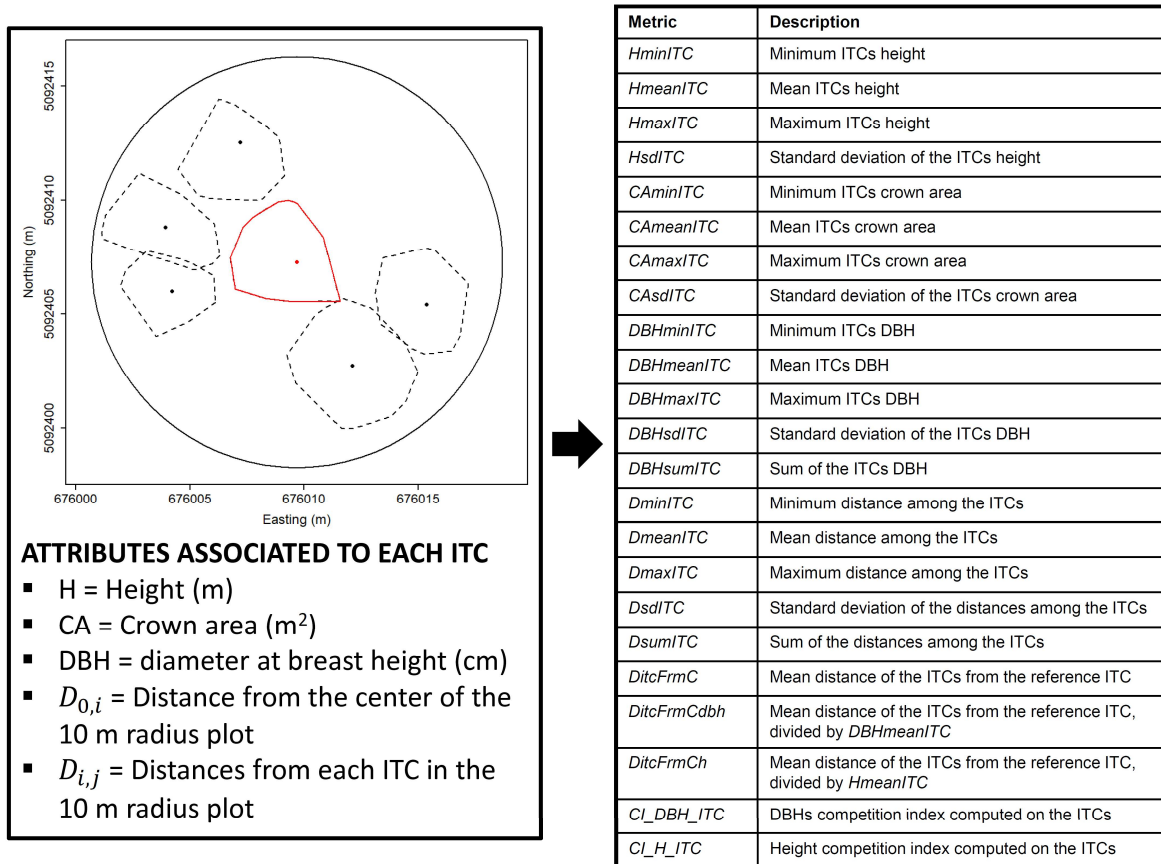 5092415
5092410
5092405
5092400
Northing (m)
676000 676005 676010 676015
Easting (m)
ATTRIBUTES ASSOCIATED TO EACH ITC
▪ H = Height (m)
▪ CA = Crown area (m²)
▪ DBH = diameter at breast height (cm)
▪ D₀,ᵢ = Distance from the center of the
10 m radius plot
▪ Dᵢ,ⱼ = Distances from each ITC in the
10 m radius plot
Metric Description
HminITC Minimum ITCs height
HmeanITC Mean ITCs height
HmaxITC Maximum ITCs height
HsdITC Standard deviation of the ITCs height
CAminITC Minimum ITCs crown area
CAmeanITC Mean ITCs crown area
CAmaxITC Maximum ITCs crown area
CAsdITC Standard deviation of the ITCs crown area
DBHminITC Minimum ITCs DBH
DBHmeanITC Mean ITCs DBH
DBHmaxITC Maximum ITCs DBH
DBHsdITC Standard deviation of the ITCs DBH
DBHsumITC Sum of the ITCs DBH
DminITC Minimum distance among the ITCs
DmeanITC Mean distance among the ITCs
DmaxITC Maximum distance among the ITCs
DsdITC Standard deviation of the distances among the ITCs
DsumITC Sum of the distances among the ITCs
DitcFrmC Mean distance of the ITCs from the reference ITC
DitcFrmCdbh Mean distance of the ITCs from the reference ITC,
divided by DBHmeanITC
DitcFrmCh Mean distance of the ITCs from the reference ITC,
divided by HmeanITC
CI_DBH_ITC DBHs competition index computed on the ITCs
CI_H_ITC Height competition index computed on the ITCs